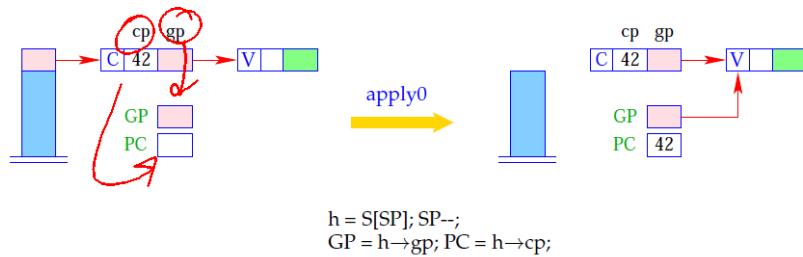 cp gp
C 42 V
GP
PC
apply0
cp gp
C 42 V
GP
PC 42
h = S[SP]; SP--;
GP = h→gp; PC = h→cp;